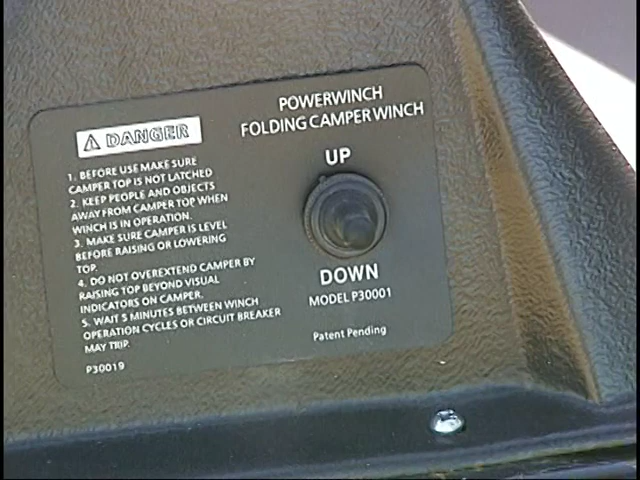 ⚠ DANGER
1. BEFORE USE MAKE SURE
CAMPER TOP IS NOT LATCHED
2. KEEP PEOPLE AND OBJECTS
AWAY FROM CAMPER TOP WHEN
WINCH IS IN OPERATION.
3. MAKE SURE CAMPER IS LEVEL
BEFORE RAISING OR LOWERING
TOP.
4. DO NOT OVEREXTEND CAMPER BY
RAISING TOP BEYOND VISUAL
INDICATORS ON CAMPER.
5. WAIT 5 MINUTES BETWEEN WINCH
OPERATION CYCLES OR CIRCUIT BREAKER
MAY TRIP.
P30019
POWERWINCH
FOLDING CAMPER WINCH
UP
DOWN
MODEL P30001
Patent Pending